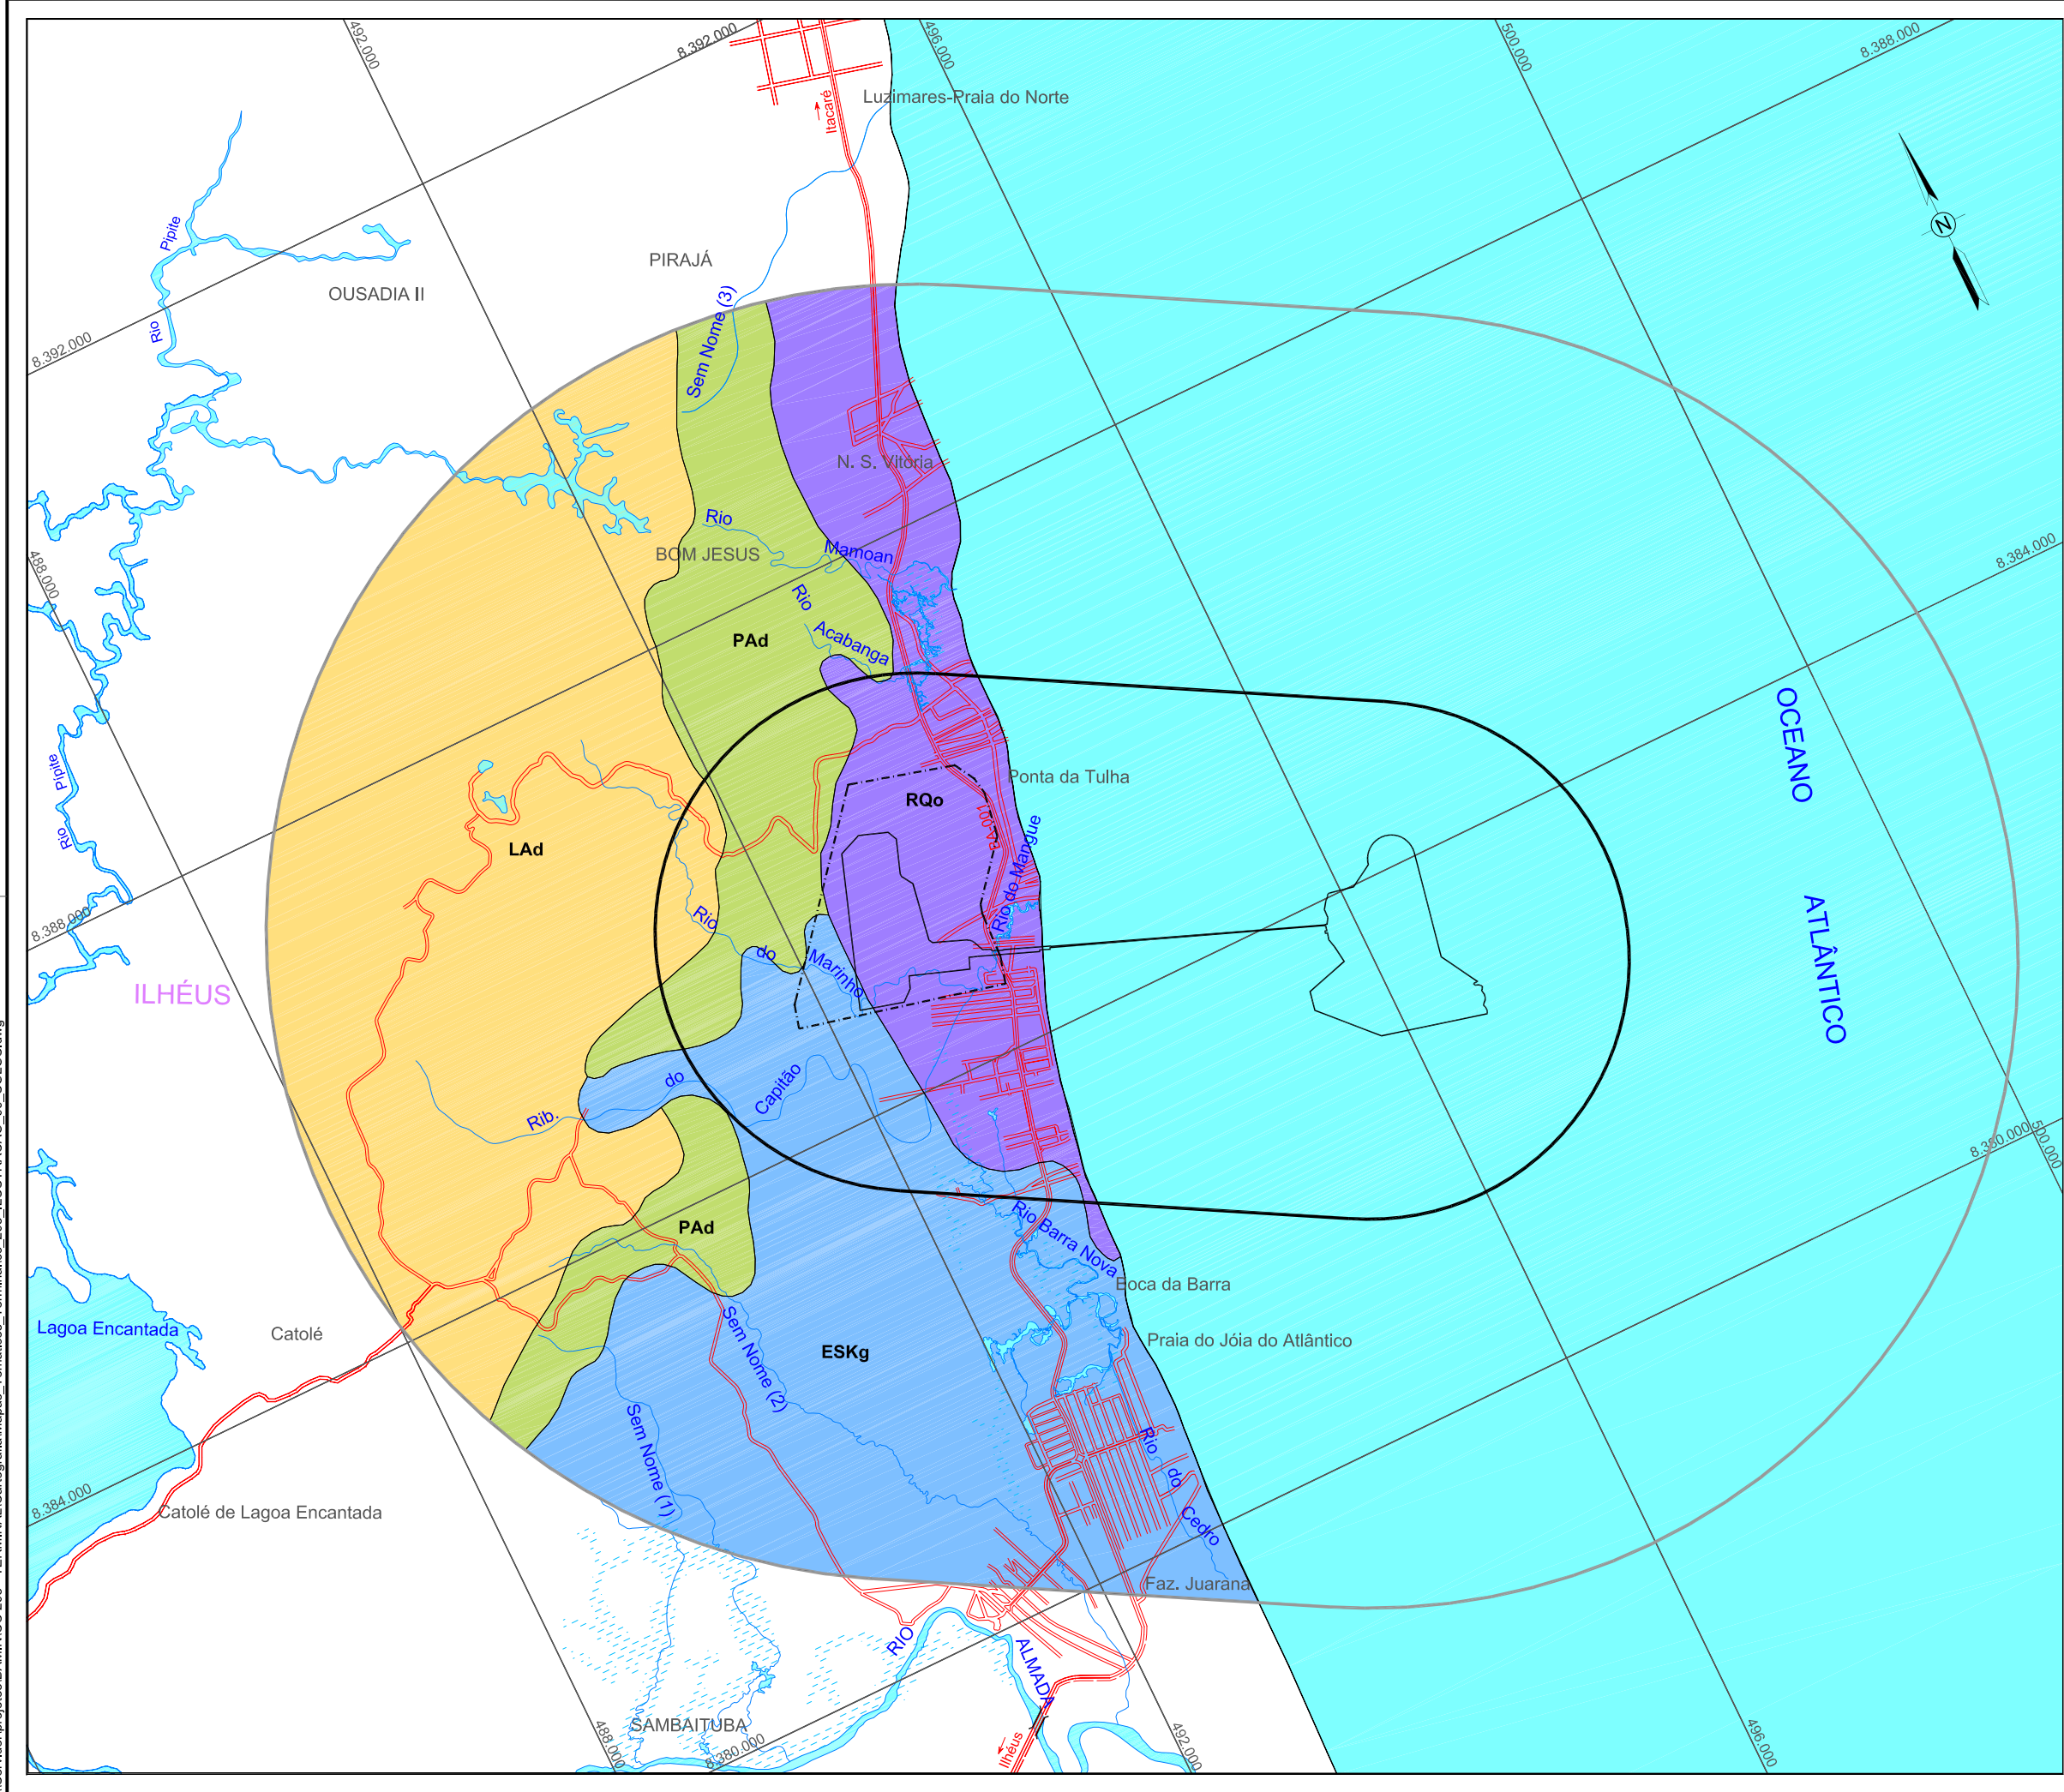 492.000
8.392.000
496.000
500.000
8.388.000
Luzimares-Praia do Norte
Itacaré
Pipite
PIRAJÁ
OUSADIA II
N
Rio
8.392.000
Sem Nome (3)
N. S. Vitória
Rio
Mamoan
BOM JESUS
8.384.000
488.000
Rio
Acabanga
PAd
OCEANO
Pipite
Ponta da Tulha
RQo
BA-001
Rio
LAd
Rio do Mangue
8.388.000
Rio
do
Marinho
ATLÂNTICO
ILHÉUS
do
Capitão
Rib.
8.380.000
500.000
PAd
Rio Barra Nova
Boca da Barra
Lagoa Encantada
Catolé
Praia do Jóia do Atlântico
ESKg
Sem Nome (2)
Sem Nome (1)
Rio
do
Cedro
8.384.000
Catolé de Lagoa Encantada
Faz. Juarana
RIO
ALMADA
SAMBAITUBA
488.000
8.380.000
Ilhéus
492.000
496.000